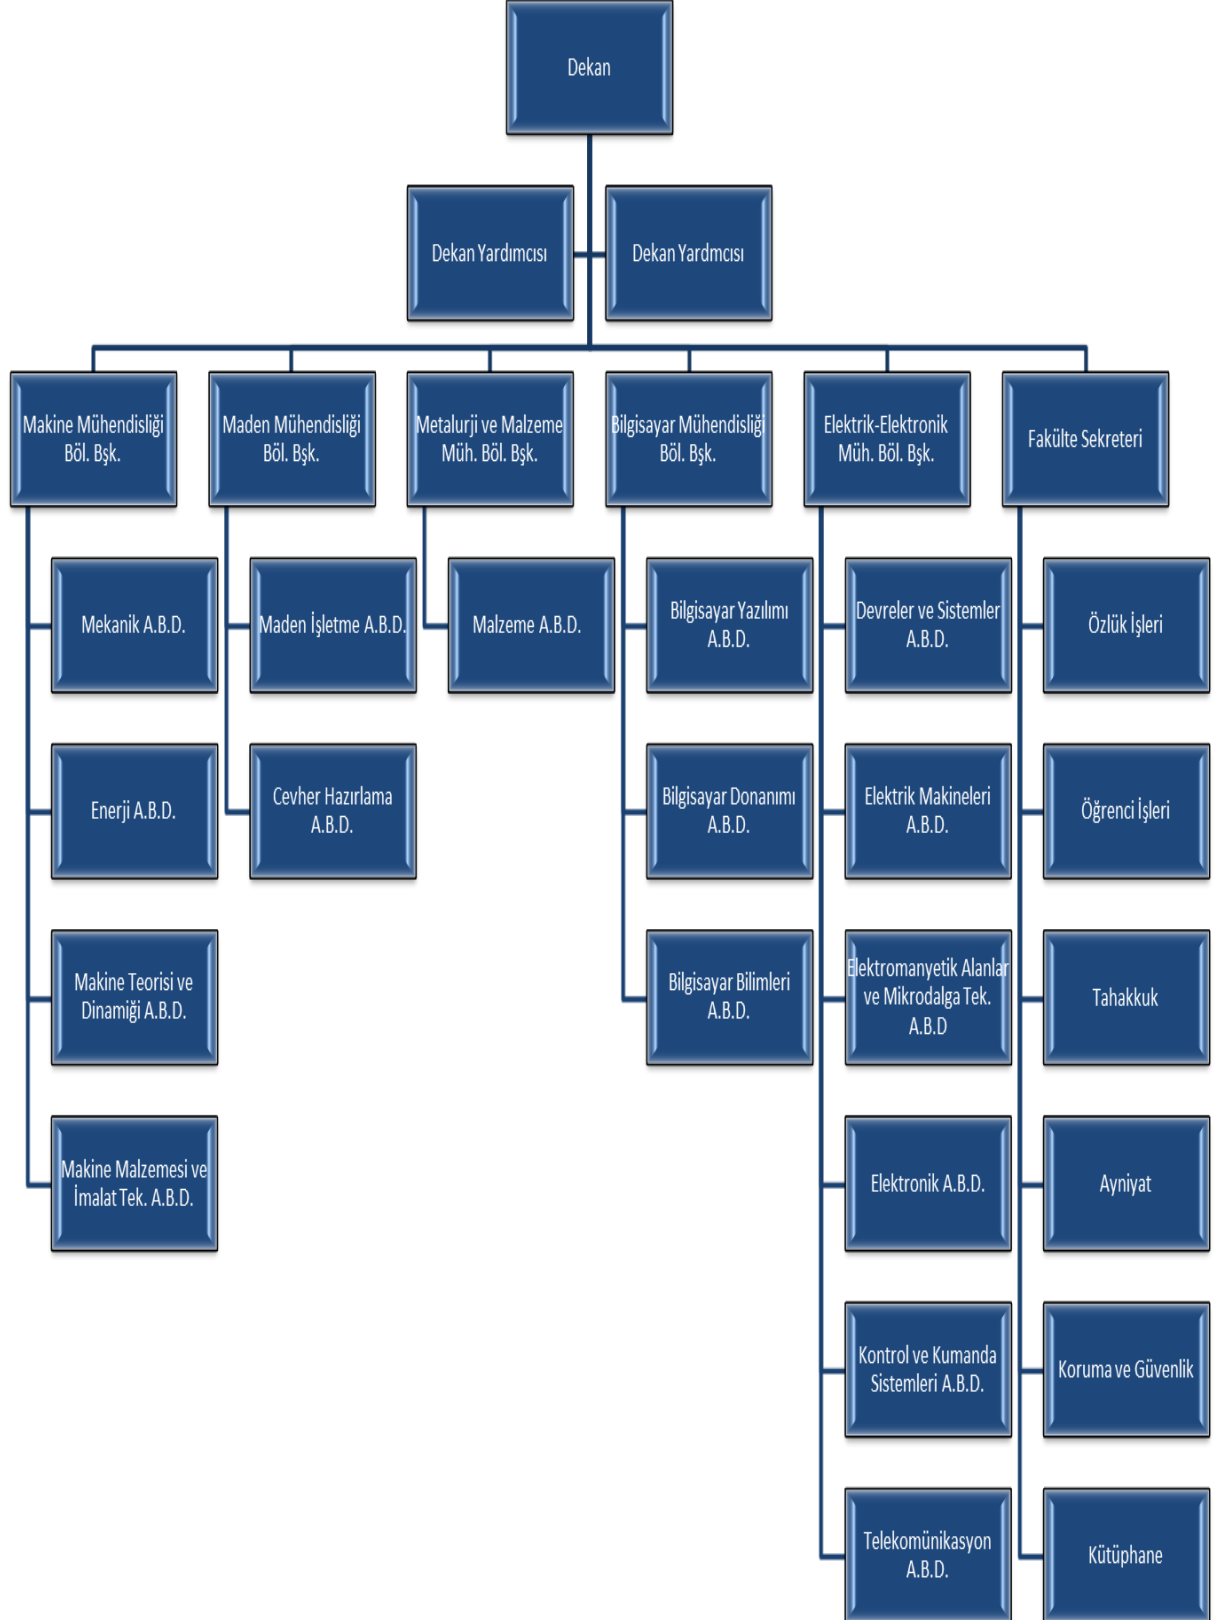 Dekan
Dekan Yardımcısı
Dekan Yardmcısı
Makine Mühendisliği
Böl. Bşk.
Maden Mühendisliği
Böl. Bşk.
Metalurji ve Malzeme
Müh. Böl. Bşk.
Bilgisayar Mühendisliği
Böl. Bşk.
Elektrik-Elektronik
Müh. Böl. Bşk.
Fakülte Sekreteri
Mekanik A.B.D.
Enerji A.B.D.
Makine Teorisi ve
Dinamiği A.B.D.
Makine Malzemesi ve
İmalat Tek. A.B.D.
Maden İşletme A.B.D.
Cevher Hazırlama
A.B.D.
Malzeme A.B.D.
Bilgisayar Yazılımı
A.B.D.
Bilgisayar Donanımı
A.B.D.
Bilgisayar Bilimleri
A.B.D.
Devreler ve Sistemler
A.B.D.
Elektrik Makineleri
A.B.D.
Elektromanyetik Alanlar
ve Mikrodalga Tek.
A.B.D
Elektronik A.B.D.
Kontrol ve Kumanda
Sistemleri A.B.D.
Telekomünikasyon
A.B.D.
Özlük İşleri
Öğrenci İşleri
Tahakkuk
Ayniyat
Koruma ve Güvenlik
Kütüphane